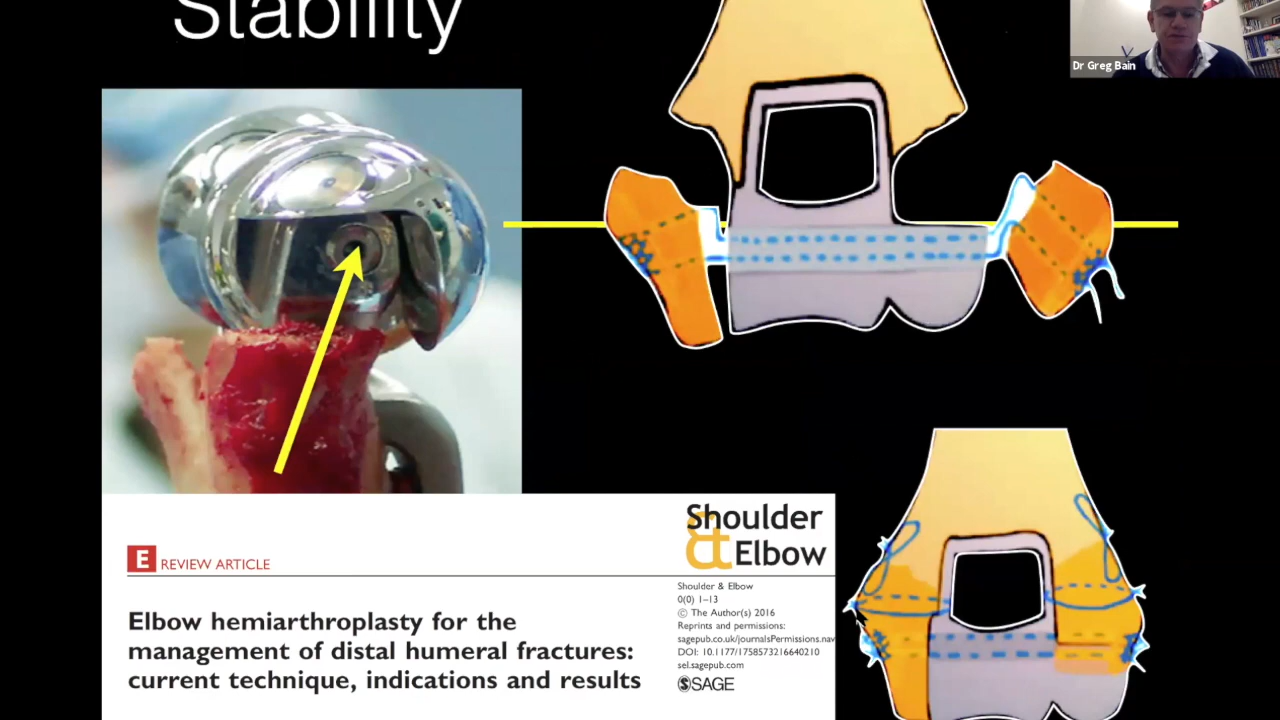 Stability
Dr Greg Bain
Shoulder
& Elbow
E REVIEW ARTICLE
Elbow hemiarthroplasty for the
management of distal humeral fractures:
current technique, indications and results
Shoulder & Elbow
0(0) 1–13
© The Author(s) 2016
Reprints and permissions:
sagepub.co.uk/journalsPermissions.nav
DOI: 10.1177/1758573216640210
sel.sagepub.com
SAGE